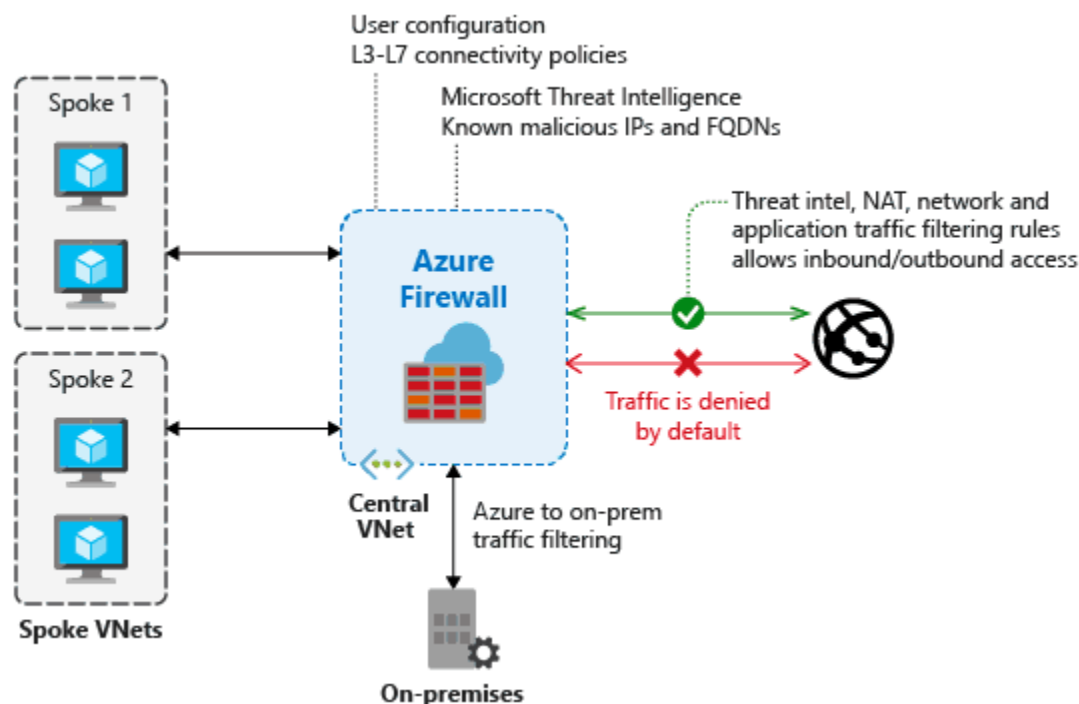 User configuration
L3-L7 connectivity policies
Microsoft Threat Intelligence
Known malicious IPs and FQDNs
Spoke 1
Threat intel, NAT, network and
application traffic filtering rules
allows inbound/outbound access
Azure
Firewall
Spoke 2
Traffic is denied
by default
Central
VNet
Azure to on-prem
traffic filtering
Spoke VNets
On-premises